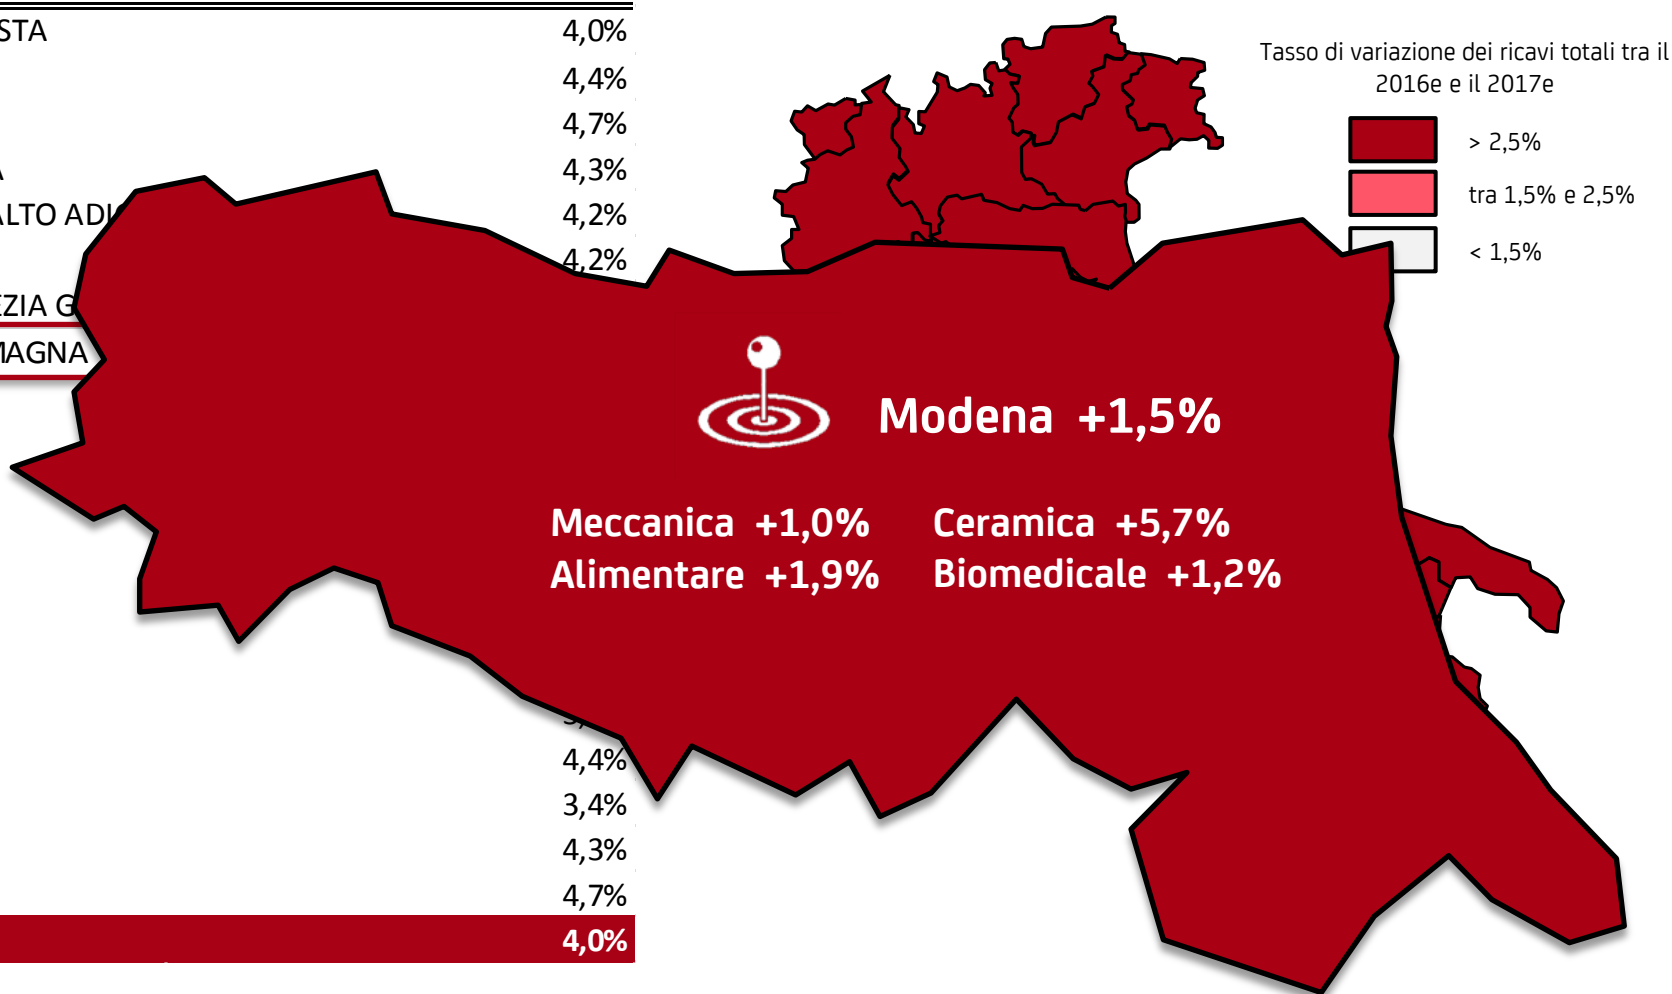 STA 4,0%
4,4%
4,7%
A 4,3%
ALTO ADI 4,2%
4,2%
EZIA G
MAGNA
4,4%
3,4%
4,3%
4,7%
4,0%
Tasso di variazione dei ricavi totali tra il
2016e e il 2017e
> 2,5%
tra 1,5% e 2,5%
< 1,5%
Modena +1,5%
Meccanica +1,0% Ceramica +5,7%
Alimentare +1,9% Biomedicale +1,2%